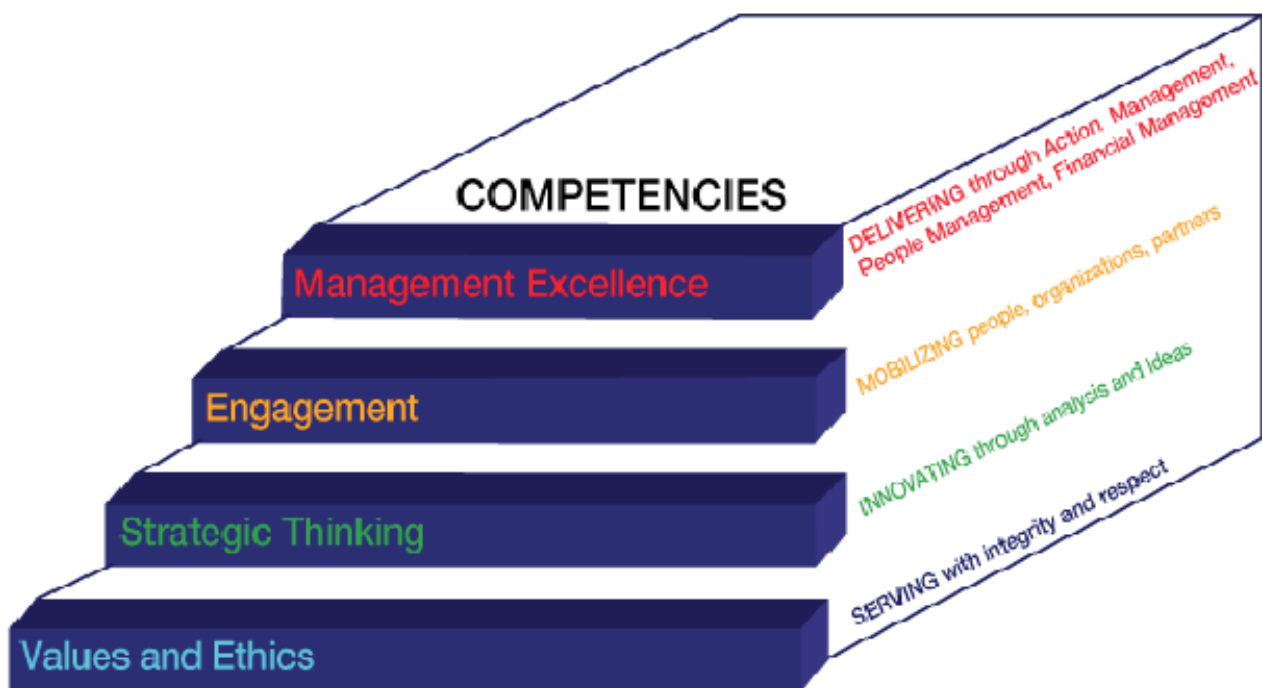 COMPETENCIES
Management Excellence
DELIVERING through Action Management,
People Management, Financial Management
Engagement
MOBILIZING people, organizations, partners
Strategic Thinking
INNOVATING through analysis and ideas
Values and Ethics
SERVING with integrity and respect